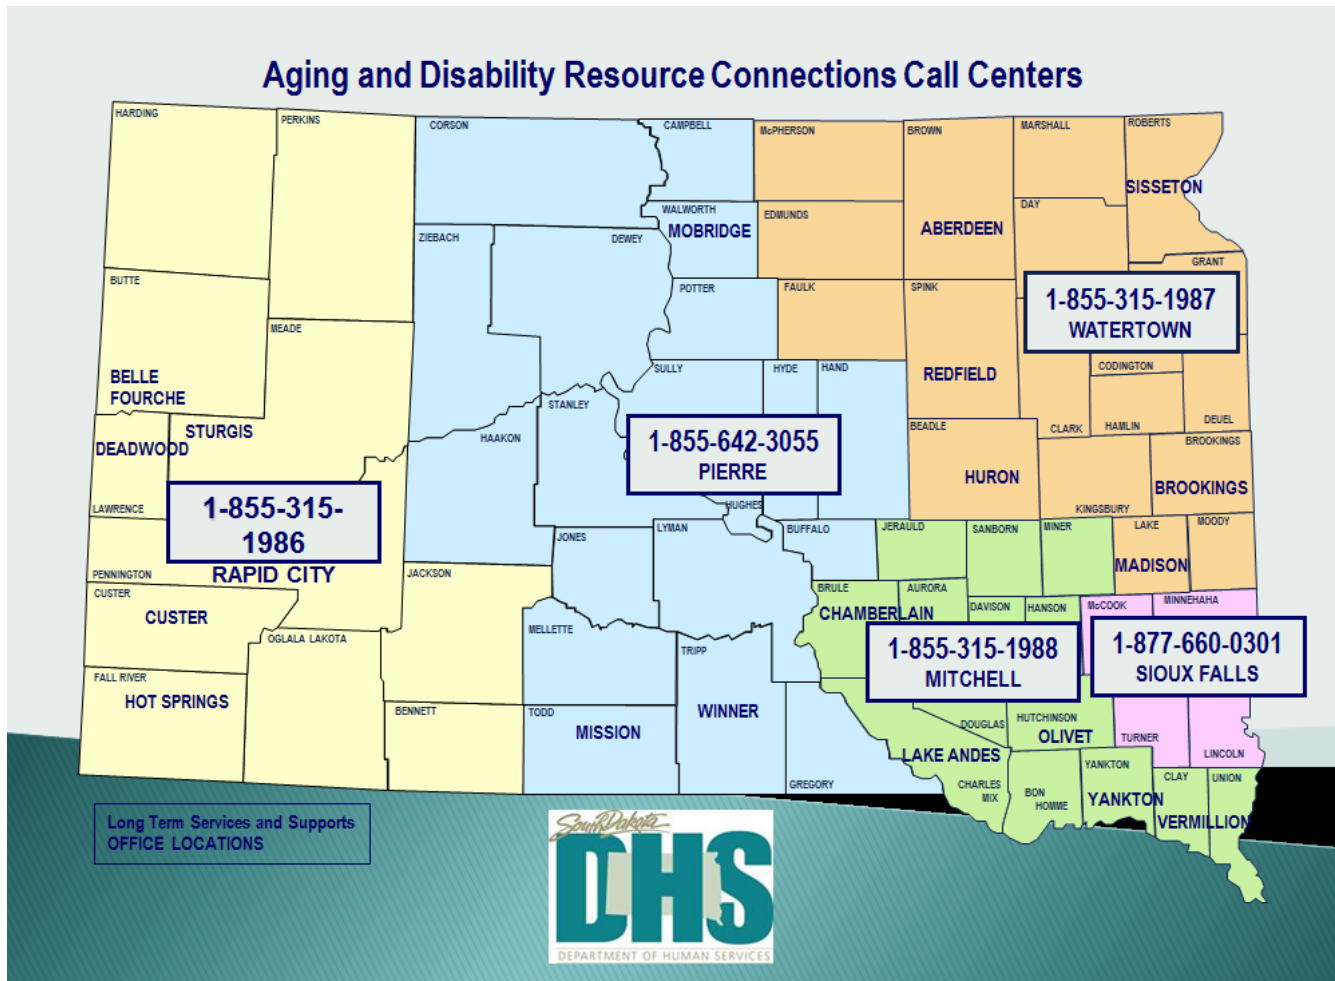 Aging and Disability Resource Connections Call Centers
HARDING
PERKINS
CORSON
CAMPBELL
McPHERSON
BROWN
MARSHALL
ROBERTS
SISSETON
WALWORTH
MOBRIDGE
EDMUNDS
ABERDEEN
DAY
ZIEBACH
DEWEY
GRANT
BUTTE
POTTER
FAULK
SPINK
1-855-315-1987
WATERTOWN
MEADE
BELLE
FOURCHE
SULLY
HYDE
HAND
REDFIELD
CODINGTON
STANLEY
DEUEL
STURGIS
DEADWOOD
HAAKON
1-855-642-3055
PIERRE
BEADLE
CLARK
HAMLIN
BROOKINGS
HURON
BROOKINGS
LAWRENCE
1-855-315-
1986
RAPID CITY
HUGHES
KINGSBURY
JONES
LYMAN
BUFFALO
JERAULD
SANBORN
MINER
LAKE
MOODY
MADISON
PENNINGTON
JACKSON
CUSTER
CUSTER
BRULE
AURORA
CHAMBERLAIN
DAVISON
HANSON
McCOOK
MINNEHAHA
OGLALA LAKOTA
MELLETTE
TRIPP
1-855-315-1988
MITCHELL
1-877-660-0301
SIOUX FALLS
FALL RIVER
HOT SPRINGS
BENNETT
TODD
MISSION
WINNER
DOUGLAS
HUTCHINSON
OLIVET
TURNER
LINCOLN
LAKE ANDES
GREGORY
CHARLES
MIX
BON
HOMME
YANKTON
YANKTON
CLAY
UNION
VERMILLION
Long Term Services and Supports
OFFICE LOCATIONS
South Dakota
DHS
DEPARTMENT OF HUMAN SERVICES